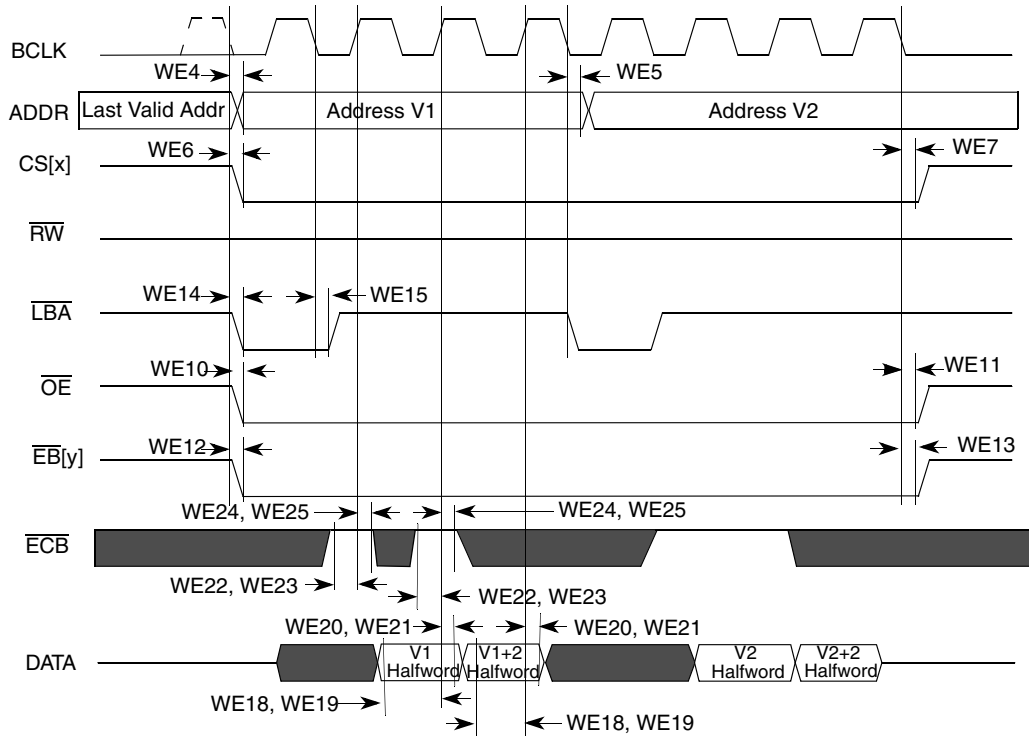 BCLK
WE4
WE5
ADDR
Last Valid Addr
Address V1
Address V2
WE6
WE7
CS[x]
RW
WE14
WE15
LBA
WE10
WE11
OE
WE12
WE13
EB[y]
WE24, WE25
WE24, WE25
ECB
WE22, WE23
WE22, WE23
WE20, WE21
WE20, WE21
DATA
V1
Halfword
V1+2
Halfword
V2
Halfword
V2+2
Halfword
WE18, WE19
WE18, WE19